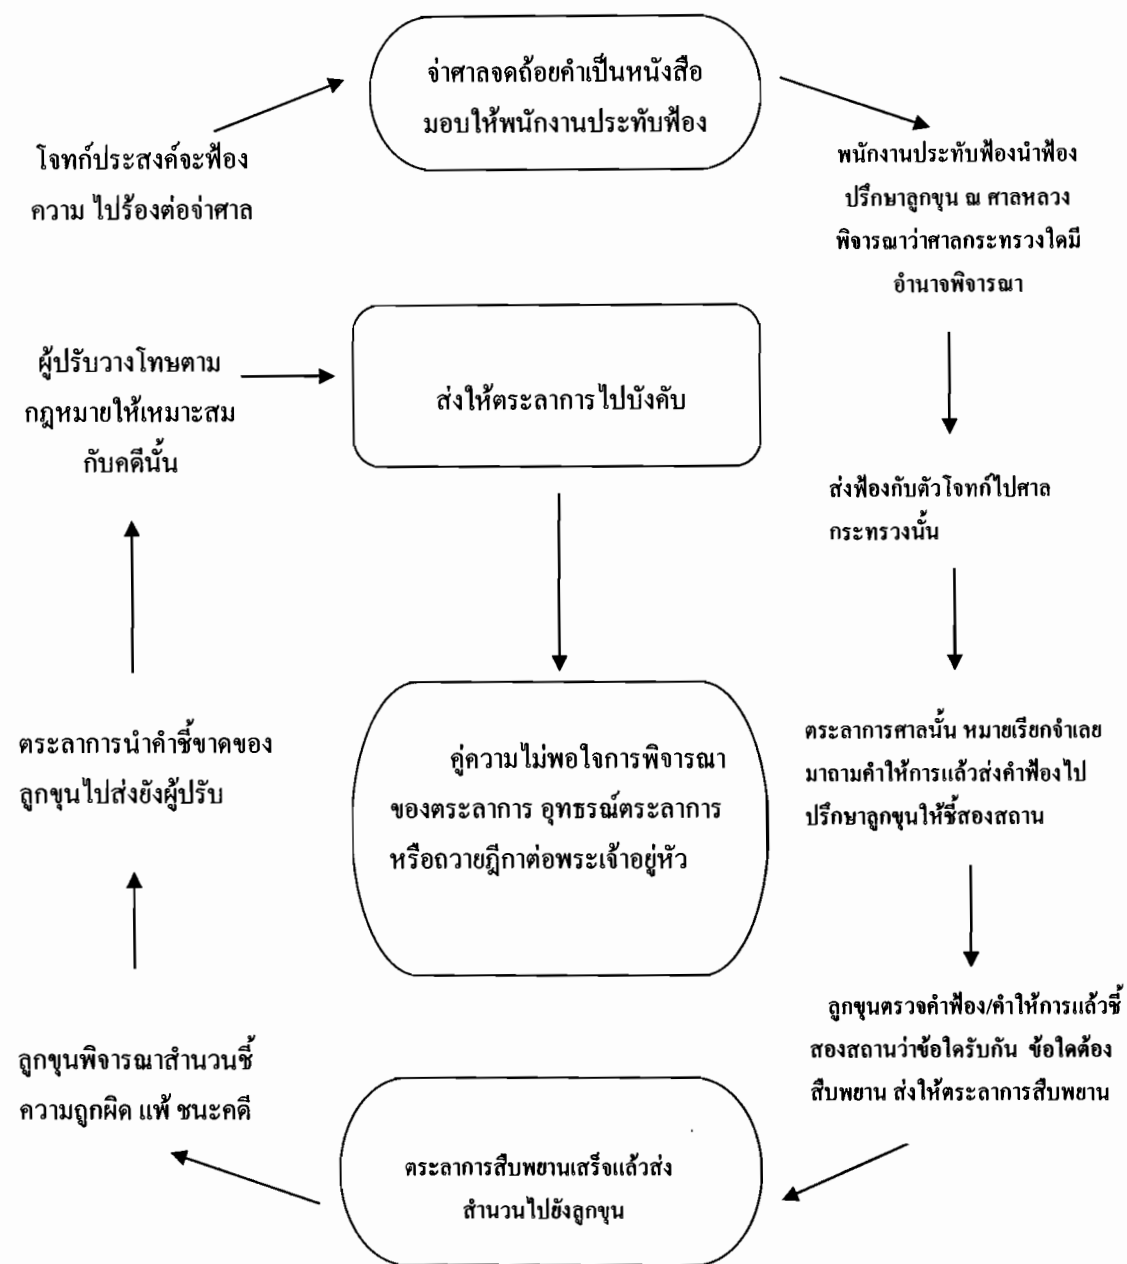 จ่าศาลจดถ้อยคำเป็นหนังสือ
มอบให้พนักงานประทับฟ้อง
โจทก์ประสงค์จะฟ้อง
ความ ไปร้องต่อจ่าศาล
พนักงานประทับฟ้องนำฟ้อง
ปรึกษาลูกขุน ณ ศาลหลวง
พิจารณาว่าศาลกระทรวงใดมี
อำนาจพิจารณา
ผู้ปรับวางโทษตาม
กฎหมายให้เหมาะสม
กับคดีนั้น
ส่งให้ตระลาการไปบังคับ
ส่งฟ้องกับตัวโจทก์ไปศาล
กระทรวงนั้น
ตระลาการนำคำชี้ขาดของ
ลูกขุนไปส่งยังผู้ปรับ
คู่ความไม่พอใจการพิจารณา
ของตระลาการ อุทธรณ์ตระลาการ
หรือถวายฎีกาต่อพระเจ้าอยู่หัว
ตระลาการศาลนั้น หมายเรียกจำเลย
มาถามคำให้การแล้วส่งคำฟ้องไป
ปรึกษาลูกขุนให้ชี้สองสถาน
ลูกขุนตรวจคำฟ้อง/คำให้การแล้วชี้
สองสถานว่าข้อใดรับกัน ข้อใดต้อง
สืบพยาน ส่งให้ตระลาการสืบพยาน
ลูกขุนพิจารณาสำนวนชี้
ความถูกผิด แพ้ ชนะคดี
ตระลาการสืบพยานเสร็จแล้วส่ง
สำนวนไปยังลูกขุน